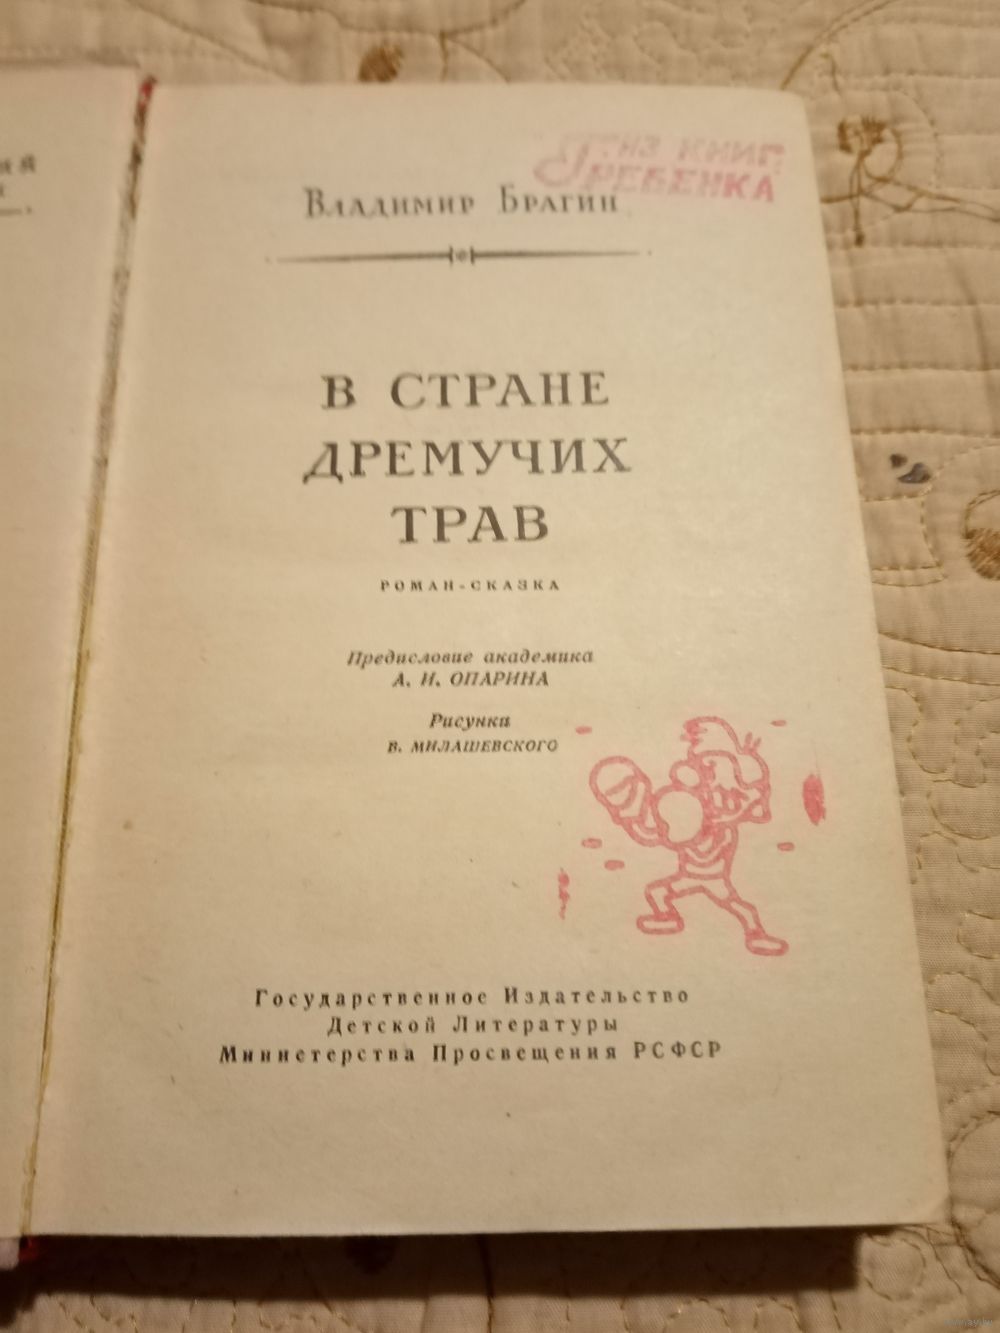 ИЗ КНИГ
ГРЕБЕНКА
Владимир Брагин
В СТРАНЕ
ДРЕМУЧИХ
ТРАВ
РОМАН-СКАЗКА
Предисловие академика
А. И. ОПАРИНА
Рисунки
В. МИЛАШЕВСКОГО
Государственное Издательство
Детской Литературы
Министерства Просвещения РСФСР